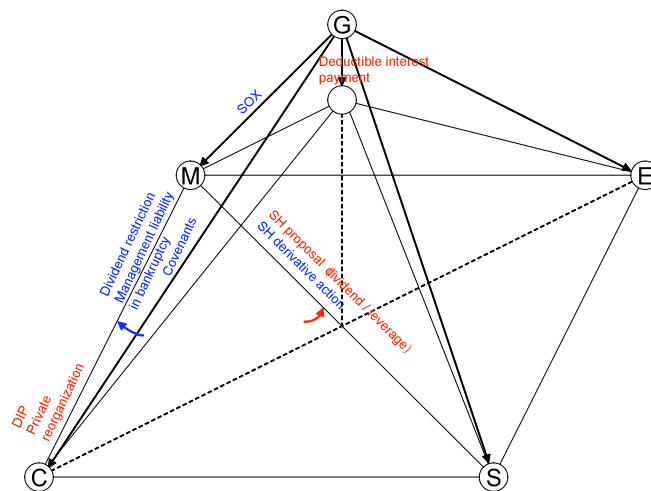 G
Deductible interest
payment
SOX
M
E
Dividend restriction
Management liability
in bankruptcy
Covenants
SH proposal (dividend / leverage)
SH derivative action
DIP
Private
reorganization
C
S